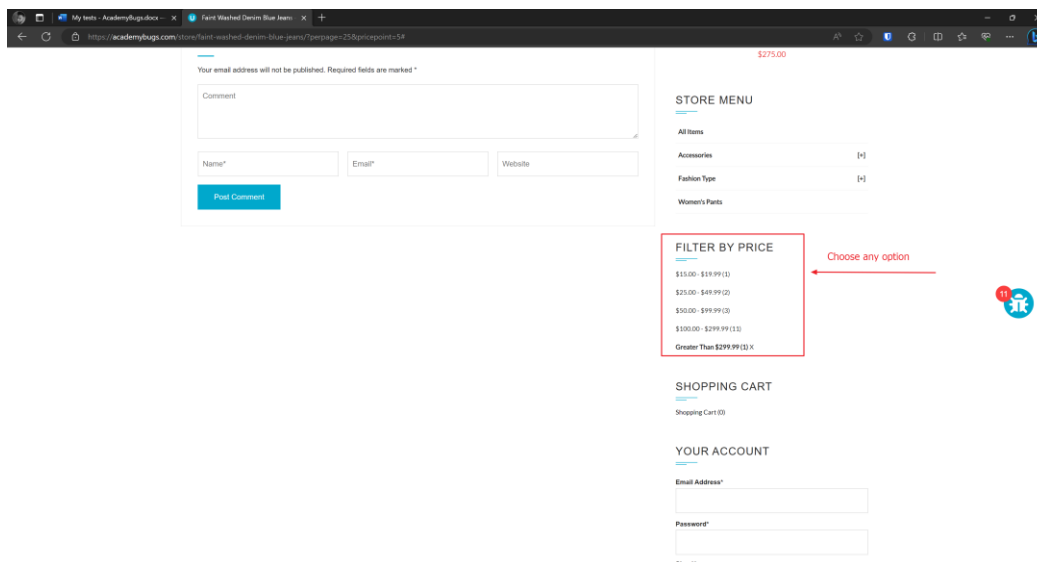 My tests - AcademyBugs.docx -
Faint Washed Denim Blue Jeans
https://academybugs.com/store/faint-washed-denim-blue-jeans/?perpage=25&pricepoint=5#
$275.00
Your email address will not be published. Required fields are marked *
Comment
Name*
Email*
Website
Post Comment
STORE MENU
All Items
Accessories [+]
Fashion Type [+]
Women's Pants
FILTER BY PRICE
$15.00 - $19.99 (1)
$25.00 - $49.99 (2)
$50.00 - $99.99 (3)
$100.00 - $299.99 (11)
Greater Than $299.99 (1) X
Choose any option
11
SHOPPING CART
Shopping Cart (0)
YOUR ACCOUNT
Email Address*
Password*